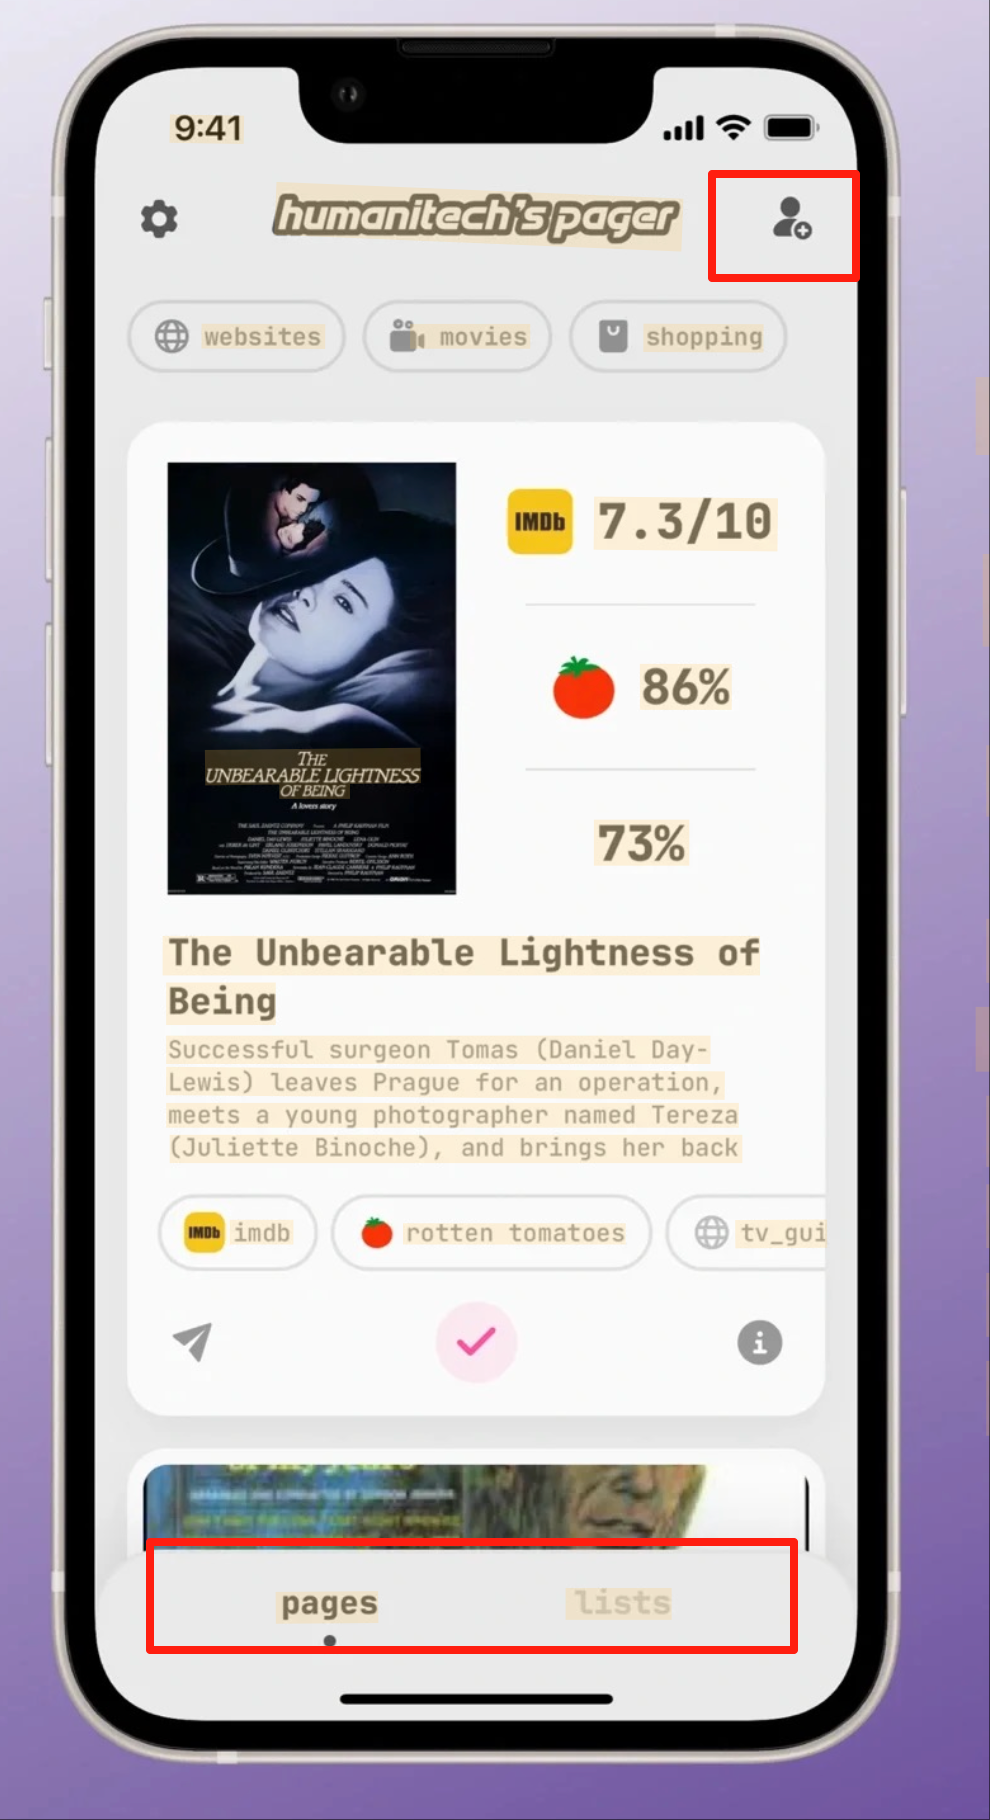 9:41
humanitech's pager
websites movies shopping
IMDb 7.3/10
86%
73%
THE
UNBEARABLE LIGHTNESS
OF BEING
A lovers story
The Unbearable Lightness of
Being
Successful surgeon Tomas (Daniel Day-
Lewis) leaves Prague for an operation,
meets a young photographer named Tereza
(Juliette Binoche), and brings her back
IMDb imdb rotten tomatoes tv_gui
pages lists